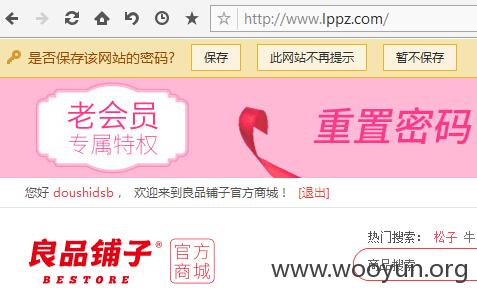 http://www.lppz.com/
是否保存该网站的密码? 保存 此网站不再提示 暂不保存
老会员
专属特权
重置密码
您好 doushidsb， 欢迎来到良品铺子官方商城！ [退出]
热门搜索： 松子 牛
良品铺子®
BESTORE
官方
商城
商品搜索
www.wooyun.org